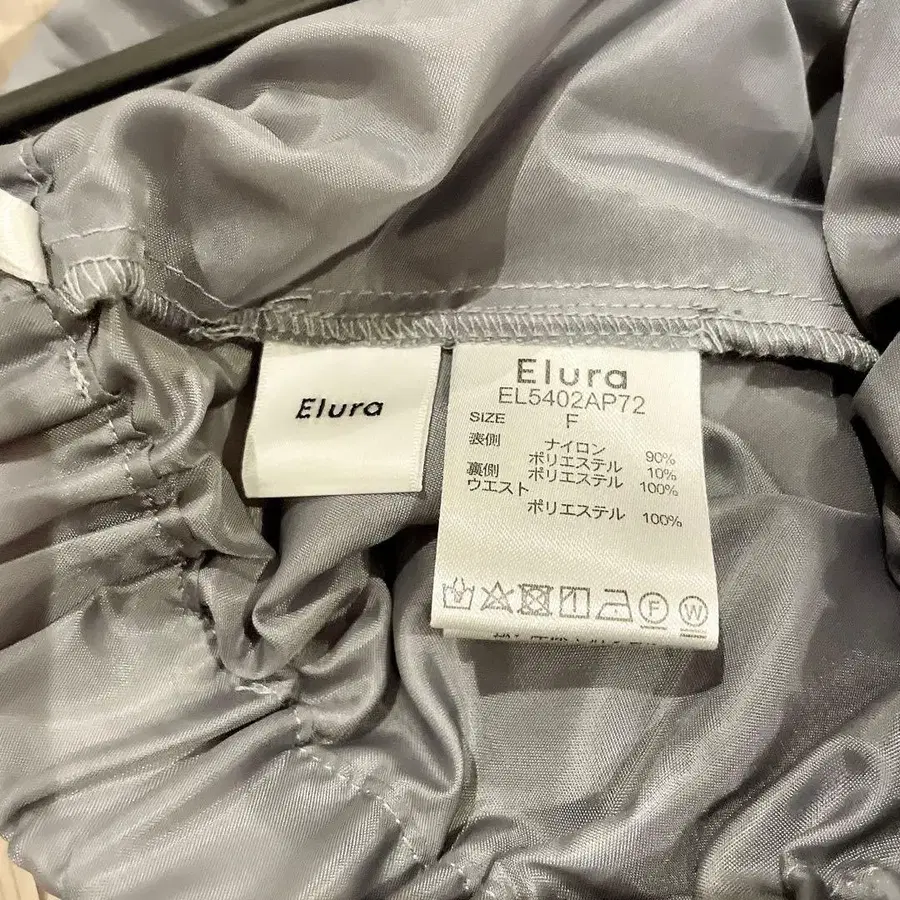 Elura
Elura
EL5402AP72
SIZE F
表側 ナイロン 90%
ポリエステル 10%
裏側 ポリエステル 100%
ウエスト
ポリエステル 100%
F W